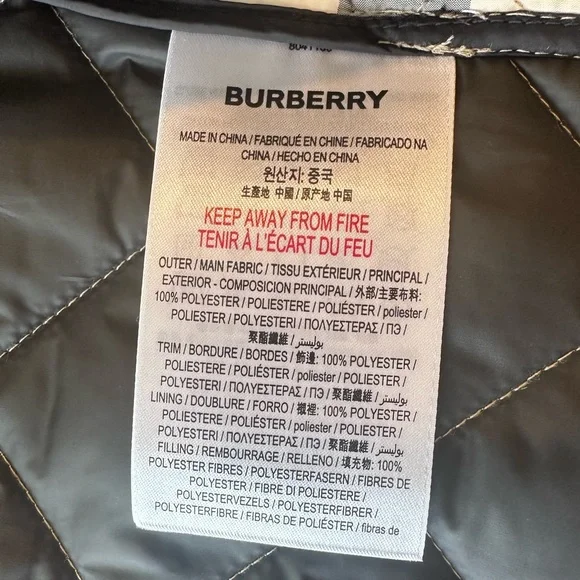 BURBERRY
MADE IN CHINA / FABRIQUÉ EN CHINE / FABRICADO NA
CHINA / HECHO EN CHINA
원산지: 중국
生產地 中國 / 原产地 中国
KEEP AWAY FROM FIRE
TENIR À L'ÉCART DU FEU
OUTER / MAIN FABRIC / TISSU EXTÉRIEUR / PRINCIPAL /
EXTERIOR - COMPOSICION PRINCIPAL / 外部/主要布料:
100% POLYESTER / POLIESTERE / POLIÉSTER / poliester /
POLIESTER / POLYESTERI / ΠΟΛΥΕΣΤΕΡΑΣ / ПЭ /
聚酯纖維 / بوليستر
TRIM / BORDURE / BORDES / 飾邊: 100% POLYESTER /
POLIESTERE / POLIÉSTER / poliester / POLIESTER /
POLYESTERI / ΠΟΛΥΕΣΤΕΡΑΣ / ПЭ / 聚酯纖維 / بوليستر
LINING / DOUBLURE / FORRO / 襯裡: 100% POLYESTER /
POLIESTERE / POLIÉSTER / poliester / POLIESTER /
POLYESTERI / ΠΟΛΥΕΣΤΕΡΑΣ / ПЭ / 聚酯纖維 / بوليستر
FILLING / REMBOURRAGE / RELLENO / 填充物: 100%
POLYESTER FIBRES / POLYESTERFASERN / FIBRES DE
POLYESTER / FIBRE DI POLIESTERE /
POLYESTERVEZELS / POLYESTERFIBRER /
POLYESTERFIBRE / FIBRAS DE POLIÉSTER / fibras de